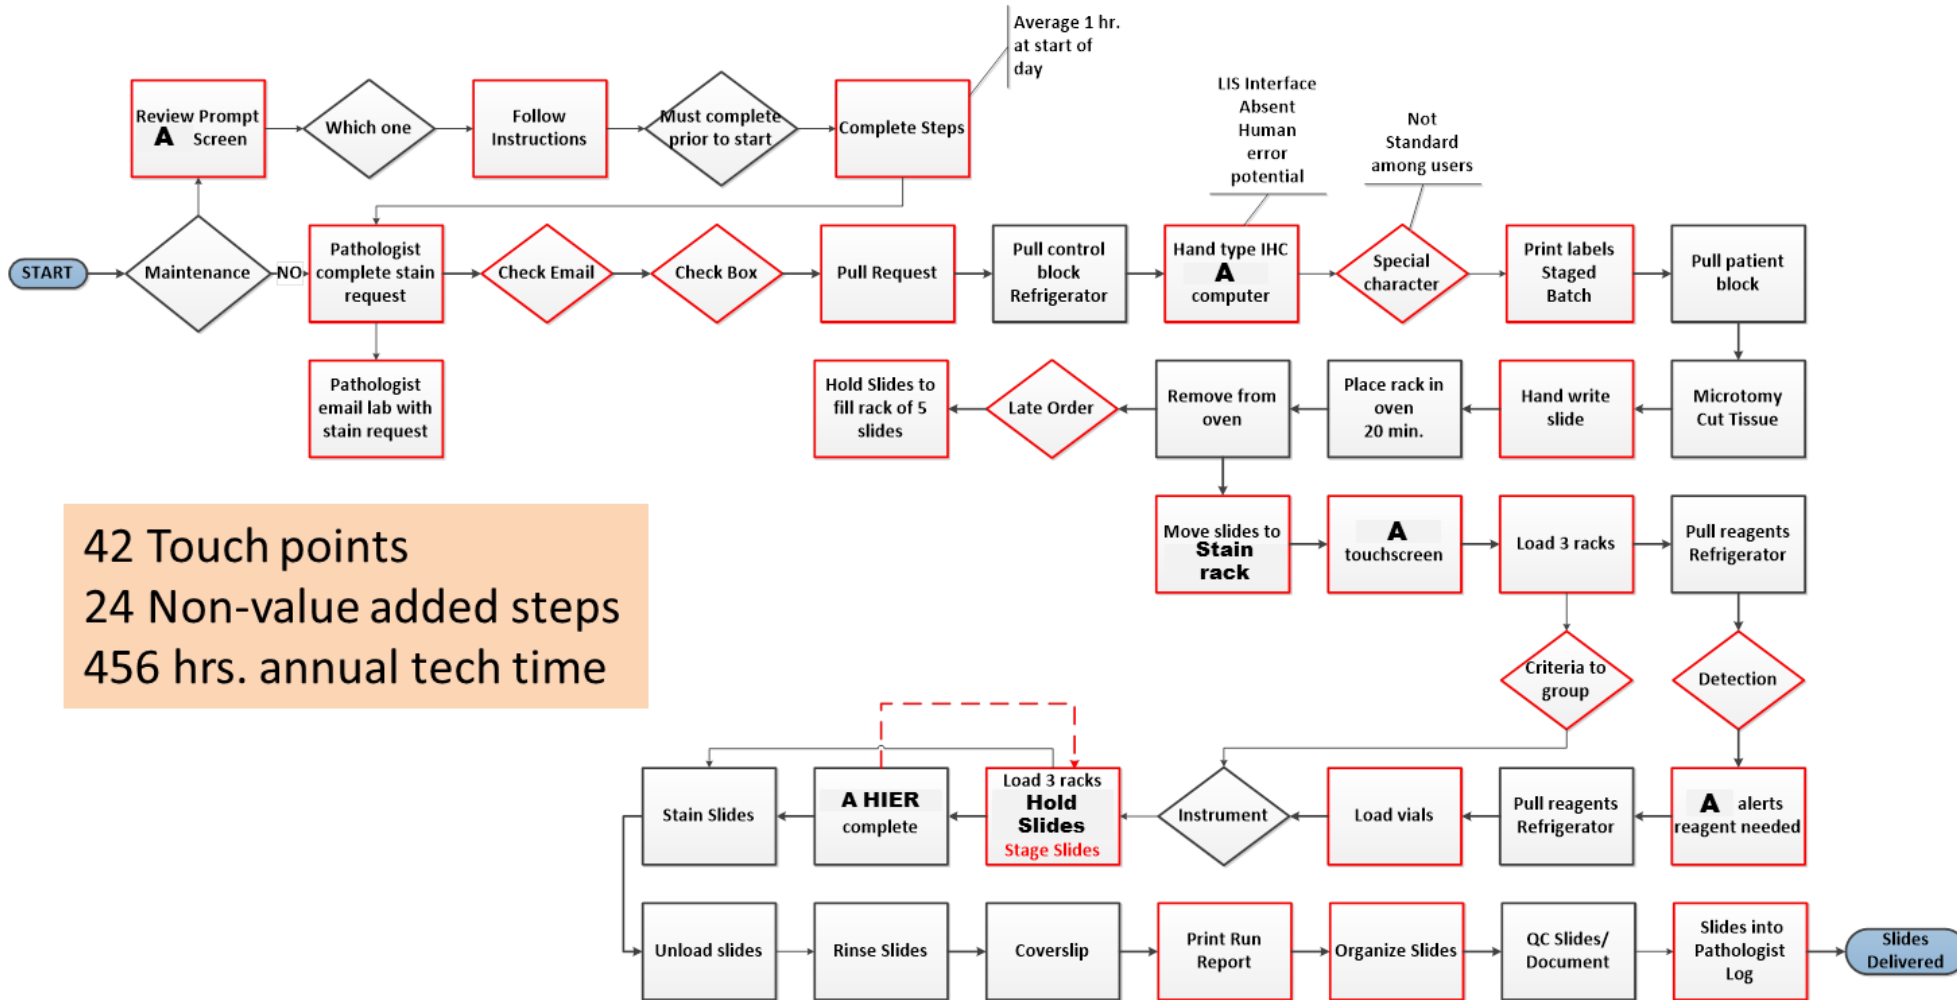 Average 1 hr.
at start of
day
Review Prompt
A Screen
Which one
Follow
Instructions
Must complete
prior to start
Complete Steps
LIS Interface
Absent
Human
error
potential
Not
Standard
among users
START
Maintenance
NO
Pathologist
complete stain
request
Check Email
Check Box
Pull Request
Pull control
block
Refrigerator
Hand type IHC
A
computer
Special
character
Print labels
Staged
Batch
Pull patient
block
Pathologist
email lab with
stain request
Hold Slides to
fill rack of 5
slides
Late Order
Remove from
oven
Place rack in
oven
20 min.
Hand write
slide
Microtomy
Cut Tissue
42 Touch points
24 Non-value added steps
456 hrs. annual tech time
Move slides to
Stain
rack
A
touchscreen
Load 3 racks
Pull reagents
Refrigerator
Criteria to
group
Detection
Stain Slides
A HIER
complete
Load 3 racks
Hold
Slides
Stage Slides
Instrument
Load vials
Pull reagents
Refrigerator
A alerts
reagent needed
Unload slides
Rinse Slides
Coverslip
Print Run
Report
Organize Slides
QC Slides/
Document
Slides into
Pathologist
Log
Slides
Delivered